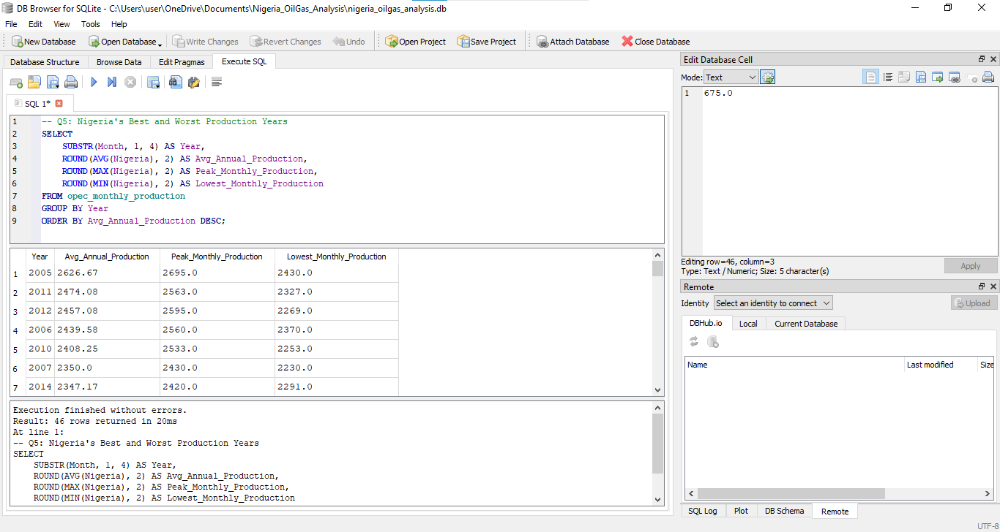 DB Browser for SQLite - C:\Users\user\OneDrive\Documents\Nigeria_OilGas_Analysis\nigeria_oilgas_analysis.db
File Edit View Tools Help
New Database Open Database Write Changes Revert Changes Undo Open Project Save Project Attach Database Close Database
Database Structure Browse Data Edit Pragmas Execute SQL
SQL 1*
1 -- Q5: Nigeria's Best and Worst Production Years
2 SELECT
3 SUBSTR(Month, 1, 4) AS Year,
4 ROUND(AVG(Nigeria), 2) AS Avg_Annual_Production,
5 ROUND(MAX(Nigeria), 2) AS Peak_Monthly_Production,
6 ROUND(MIN(Nigeria), 2) AS Lowest_Monthly_Production
7 FROM opec_monthly_production
8 GROUP BY Year
9 ORDER BY Avg_Annual_Production DESC;
Year Avg_Annual_Production Peak_Monthly_Production Lowest_Monthly_Production
1 2005 2626.67 2695.0 2430.0
2 2011 2474.08 2563.0 2327.0
3 2012 2457.08 2595.0 2269.0
4 2006 2439.58 2560.0 2370.0
5 2010 2408.25 2533.0 2253.0
6 2007 2350.0 2430.0 2230.0
7 2014 2347.17 2420.0 2291.0
Execution finished without errors.
Result: 46 rows returned in 20ms
At line 1:
-- Q5: Nigeria's Best and Worst Production Years
SELECT
SUBSTR(Month, 1, 4) AS Year,
ROUND(AVG(Nigeria), 2) AS Avg_Annual_Production,
ROUND(MAX(Nigeria), 2) AS Peak_Monthly_Production,
ROUND(MIN(Nigeria), 2) AS Lowest_Monthly_Production
Edit Database Cell
Mode: Text
1 675.0
Editing row=46, column=3
Type: Text / Numeric; Size: 5 character(s)
Apply
Remote
Identity Select an identity to connect Upload
DBHub.io Local Current Database
Name Last modified Size
SQL Log Plot DB Schema Remote
UTF-8